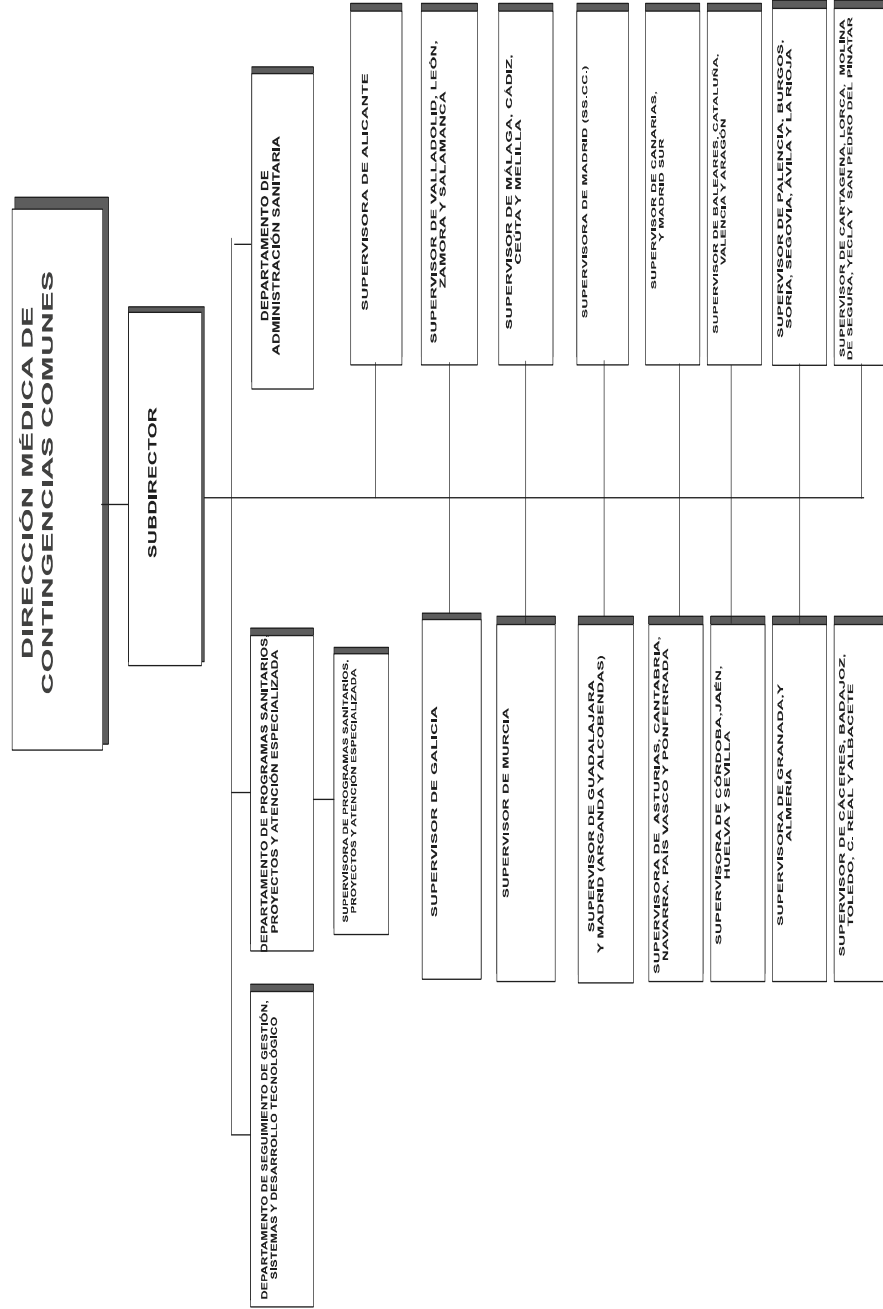 DIRECCIÓN MÉDICA DE
CONTINGENCIAS COMUNES
SUBDIRECTOR
DEPARTAMENTO DE SEGUIMIENTO DE GESTIÓN,
SISTEMAS Y DESARROLLO TECNOLÓGICO
DEPARTAMENTO DE PROGRAMAS SANITARIOS,
PROYECTOS Y ATENCIÓN ESPECIALIZADA
DEPARTAMENTO DE
ADMINISTRACIÓN SANITARIA
SUPERVISORA DE PROGRAMAS SANITARIOS,
PROYECTOS Y ATENCIÓN ESPECIALIZADA
SUPERVISORA DE ALICANTE
SUPERVISOR DE GALICIA
SUPERVISOR DE VALLADOLID, LEÓN,
ZAMORA Y SALAMANCA
SUPERVISOR DE MURCIA
SUPERVISOR DE MÁLAGA, CÁDIZ,
CEUTA Y MELILLA
SUPERVISOR DE GUADALAJARA
Y MADRID (ARGANDA Y ALCOBENDAS)
SUPERVISORA DE MADRID (SS.CC.)
SUPERVISORA DE ASTURIAS, CANTABRIA,
NAVARRA, PAÍS VASCO Y PONFERRADA
SUPERVISOR DE CANARIAS,
Y MADRID SUR
SUPERVISORA DE CÓRDOBA,JAÉN,
HUELVA Y SEVILLA
SUPERVISOR DE BALEARES, CATALUÑA,
VALENCIA Y ARAGÓN
SUPERVISORA DE GRANADA,Y
ALMERÍA
SUPERVISOR DE PALENCIA, BURGOS,
SORIA, SEGOVIA, ÁVILA Y LA RIOJA
SUPERVISOR DE CÁCERES, BADAJOZ,
TOLEDO, C. REAL Y ALBACETE
SUPERVISOR DE CARTAGENA, LORCA, MOLINA
DE SEGURA, YECLA Y SAN PEDRO DEL PINATAR